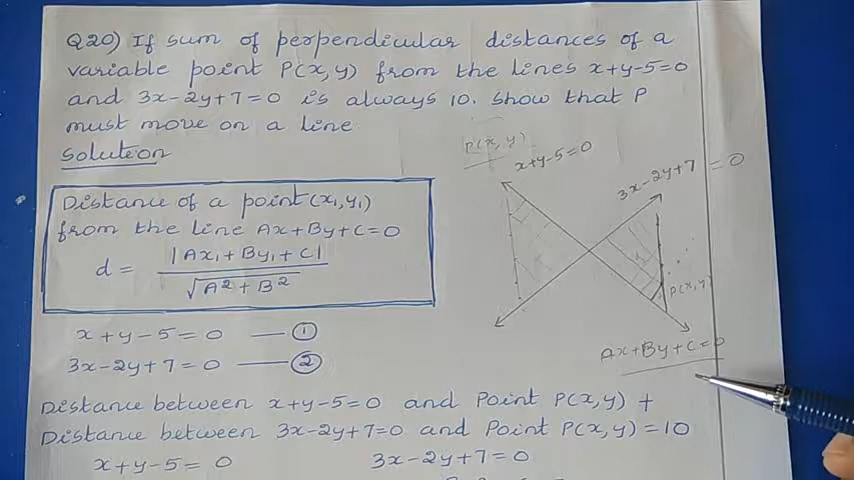 Q20) If sum of perpendicular distances of a
variable point P(x,y) from the lines x+y-5=0
and 3x-2y+7=0 is always 10. Show that P
must move on a line
Solution
P(x,y)
x+y-5=0
3x-2y+7=0
Distance of a point (x₁,y₁)
from the line Ax+By+C=0
d = |Ax₁+By₁+C| / √A²+B²
P(x,y)
Ax+By+C=0
x+y-5=0 — ①
3x-2y+7=0 — ②
Distance between x+y-5=0 and Point P(x,y) +
Distance between 3x-2y+7=0 and Point P(x,y) = 10
x+y-5=0 3x-2y+7=0